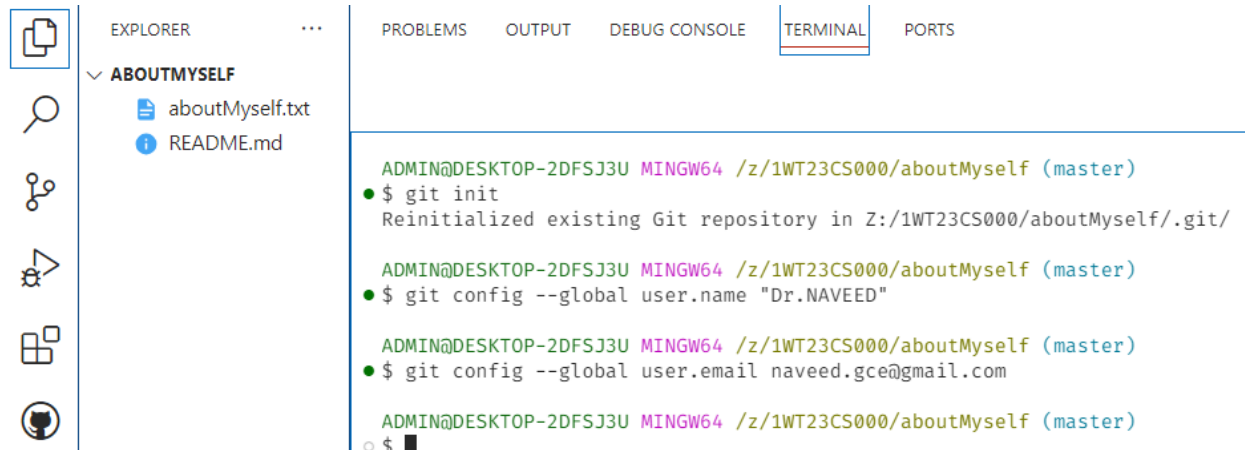 EXPLORER ...
PROBLEMS OUTPUT DEBUG CONSOLE TERMINAL PORTS
ABOUTMYSELF
aboutMyself.txt
README.md
ADMIN@DESKTOP-2DFSJ3U MINGW64 /z/1WT23CS000/aboutMyself (master)
$ git init
Reinitialized existing Git repository in Z:/1WT23CS000/aboutMyself/.git/
ADMIN@DESKTOP-2DFSJ3U MINGW64 /z/1WT23CS000/aboutMyself (master)
$ git config --global user.name "Dr.NAVEED"
ADMIN@DESKTOP-2DFSJ3U MINGW64 /z/1WT23CS000/aboutMyself (master)
$ git config --global user.email naveed.gce@gmail.com
ADMIN@DESKTOP-2DFSJ3U MINGW64 /z/1WT23CS000/aboutMyself (master)
$